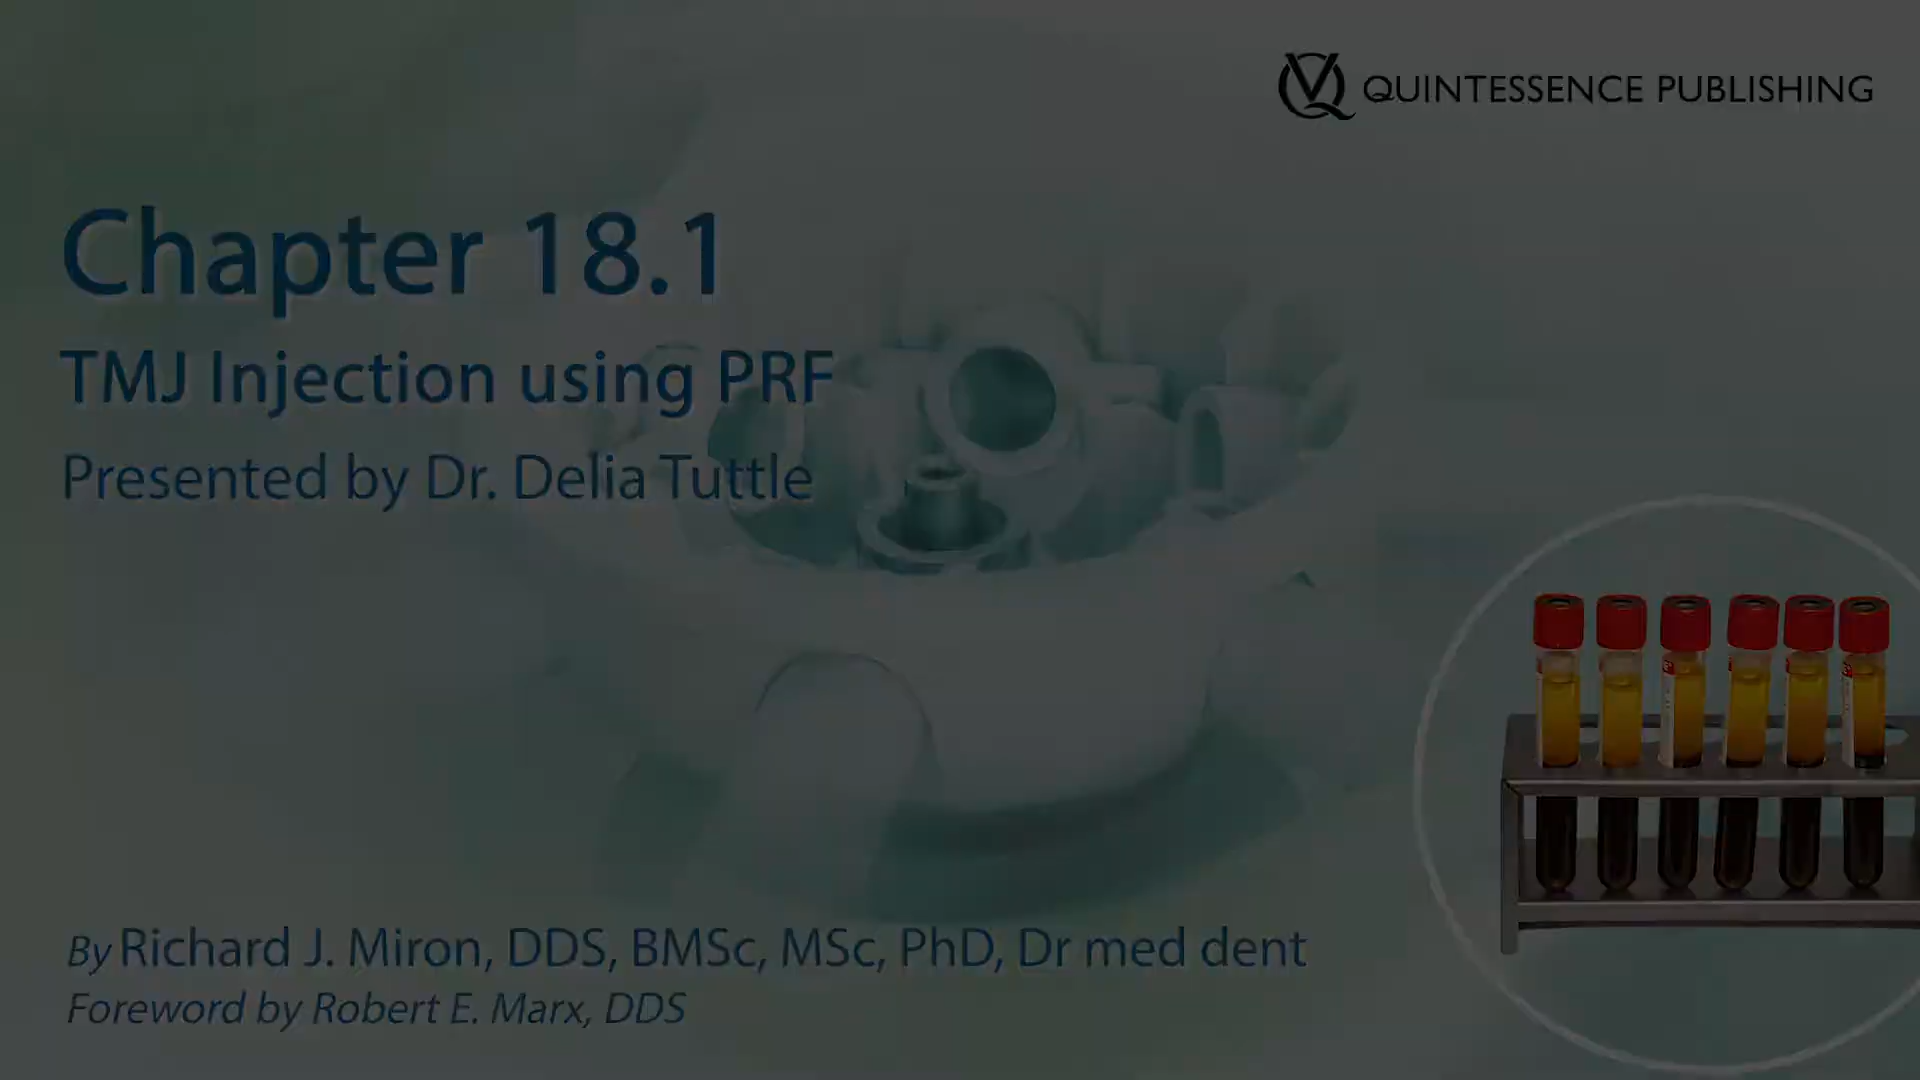 QUINTESSENCE PUBLISHING
Chapter 18.1
TMJ Injection using PRF
Presented by Dr. Delia Tuttle
By Richard J. Miron, DDS, BMSc, MSc, PhD, Dr med dent
Foreword by Robert E. Marx, DDS